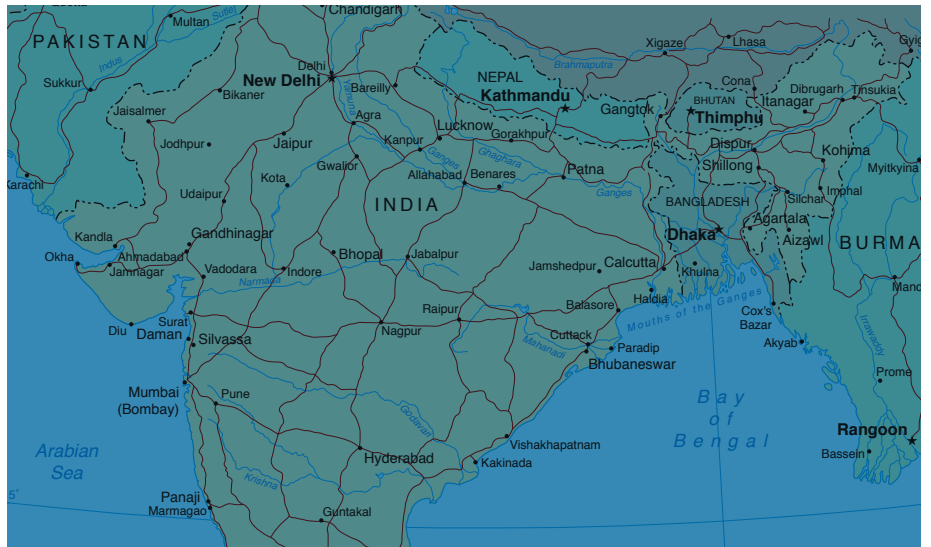 Chandigarh
Multan
Sutlej
PAKISTAN
Indus
Xigaze
Lhasa
Brahmaputra
Sukkur
Delhi
New Delhi
Bikaner
Yamuna
Bareilly
NEPAL
Kathmandu
Cona
Dibrugarh
Tinsukia
BHUTAN
Itanagar
Gangtok
Thimphu
Jaisalmer
Agra
Lucknow
Gorakhpur
Jodhpur
Jaipur
Kanpur
Ganges
Ghaghara
Dispur
Kohima
Gwalior
Shillong
Myitkyina
Patna
Karachi
Kota
Allahabad
Benares
Udaipur
Ganges
Imphal
Silchar
INDIA
BANGLADESH
Agartala
Kandla
Gandhinagar
Dhaka
Aizawl
BURMA
Okha
Ahmadabad
Bhopal
Jabalpur
Jamnagar
Vadodara
Indore
Jamshedpur
Calcutta
Khulna
Narmada
Mand
Haldia
Mouths of the Ganges
Balasore
Raipur
Cox's
Bazar
Surat
Diu
Daman
Silvassa
Nagpur
Cuttack
Mahanadi
Paradip
Bhubaneswar
Irrawaddy
Akyab
Prome
Mumbai
(Bombay)
Pune
Godavari
Bay
of
Bengal
Rangoon
Arabian
Sea
Vishakhapatnam
Bassein
Hyderabad
Kakinada
Krishna
Panaji
Marmagao
Guntakal
5°